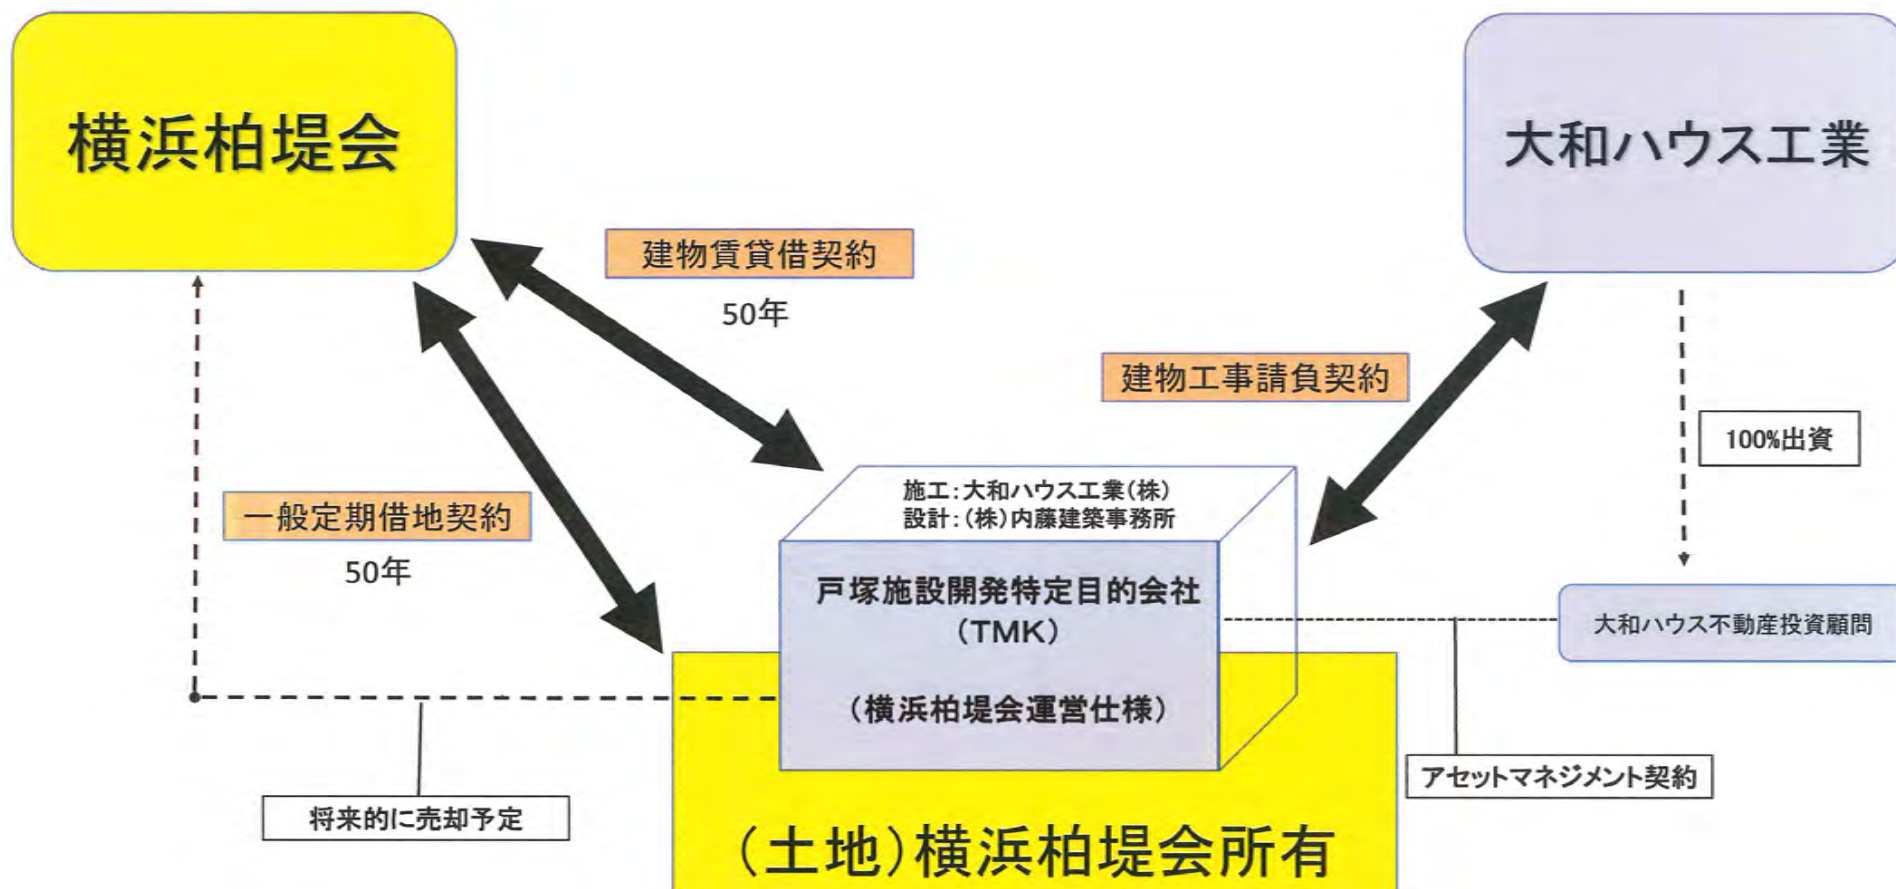 横浜柏堤会
大和ハウス工業
建物賃貸借契約
50年
建物工事請負契約
100%出資
一般定期借地契約
50年
施工:大和ハウス工業(株)
設計:(株)内藤建築事務所
戸塚施設開発特定目的会社
(TMK)
(横浜柏堤会運営仕様)
大和ハウス不動産投資顧問
アセットマネジメント契約
将来的に売却予定
(土地)横浜柏堤会所有